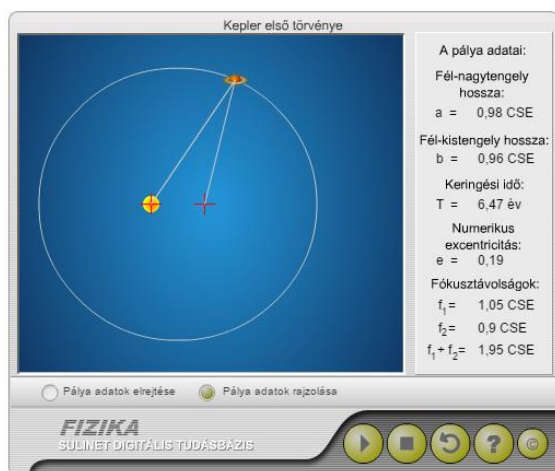 Kepler első törvénye
A pálya adatai:
Fél-nagytengely
hossza:
a = 0,98 CSE
Fél-kistengely hossza:
b = 0,96 CSE
Keringési idő:
T = 6,47 év
Numerikus
excentricitás:
e = 0,19
Fókusztávolságok:
f₁= 1,05 CSE
f₂= 0,9 CSE
f₁+ f₂= 1,95 CSE
Pálya adatok elrejtése Pálya adatok rajzolása
FIZIKA
SULINET DIGITÁLIS TUDÁSBÁZIS
? ©